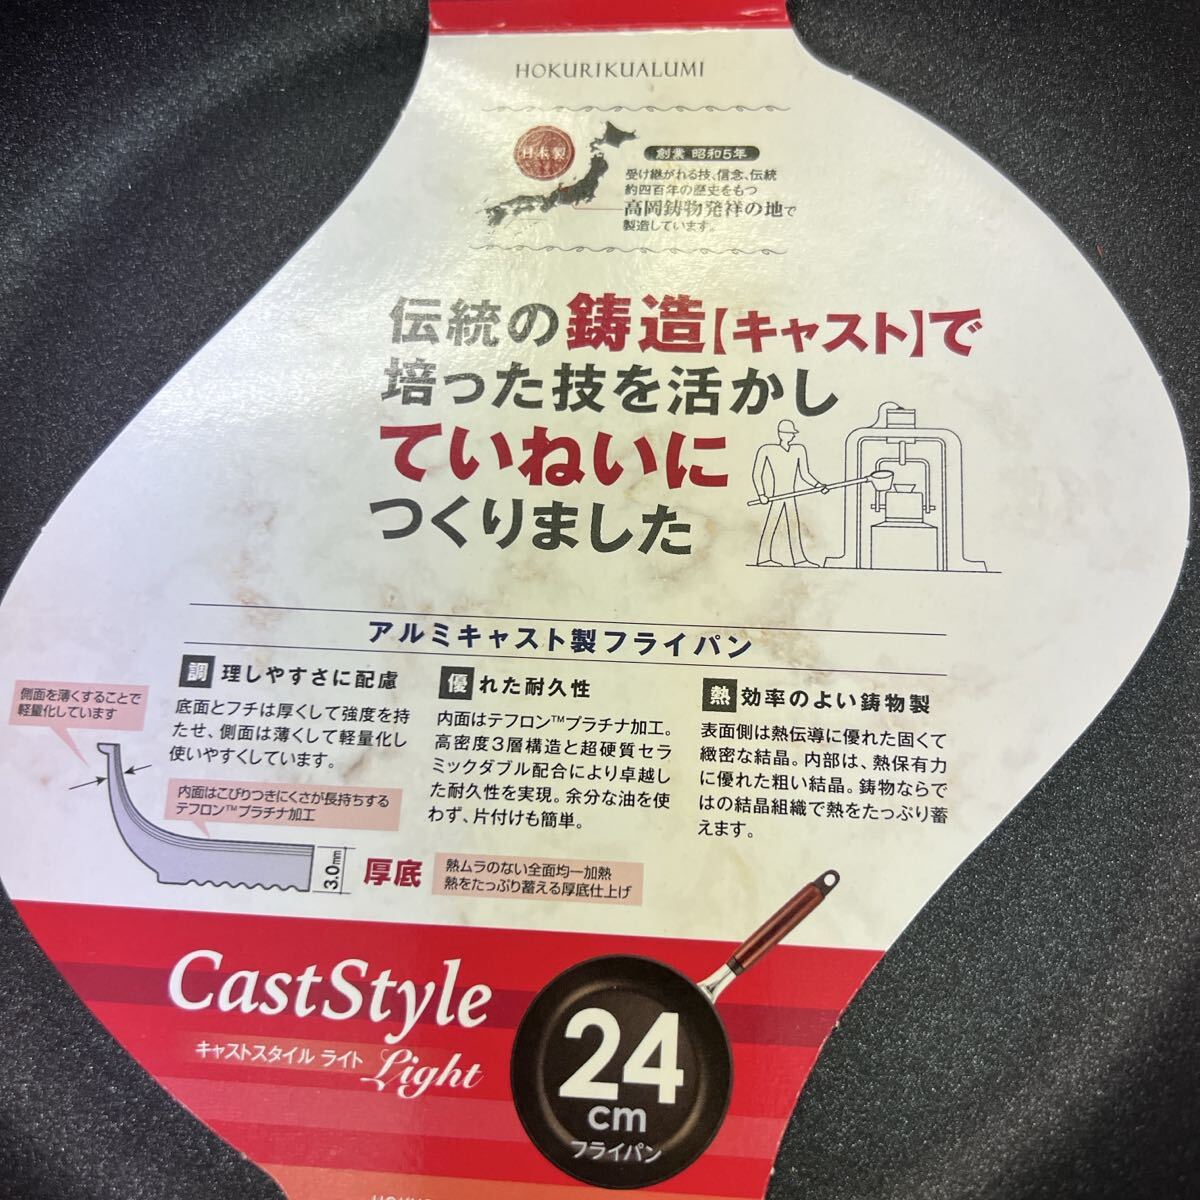 HOKURIKUALUMI
日本製
創業 昭和5年
受け継がれる技、信念、伝統
約四百年の歴史をもつ
高岡鋳物発祥の地で
製造しています。
伝統の鋳造【キャスト】で
培った技を活かし
ていねいに
つくりました
アルミキャスト製フライパン
調理しやすさに配慮
底面とフチは厚くして強度を持
たせ、側面は薄くして軽量化し
使いやすくしています。
優れた耐久性
内面はテフロン™プラチナ加工。
高密度3層構造と超硬質セラ
ミックダブル配合により卓越し
た耐久性を実現。余分な油を使
わず、片付けも簡単。
熱効率のよい鋳物製
表面側は熱伝導に優れた固くて
緻密な結晶。内部は、熱保有力
に優れた粗い結晶。鋳物ならで
はの結晶組織で熱をたっぷり蓄
えます。
側面を薄くすることで
軽量化しています
内面はこびりつきにくさが長持ちする
テフロン™プラチナ加工
3.0mm
厚底
熱ムラのない全面均一加熱
熱をたっぷり蓄える厚底仕上げ
CastStyle
キャストスタイル ライト
Light
24
cm
フライパン